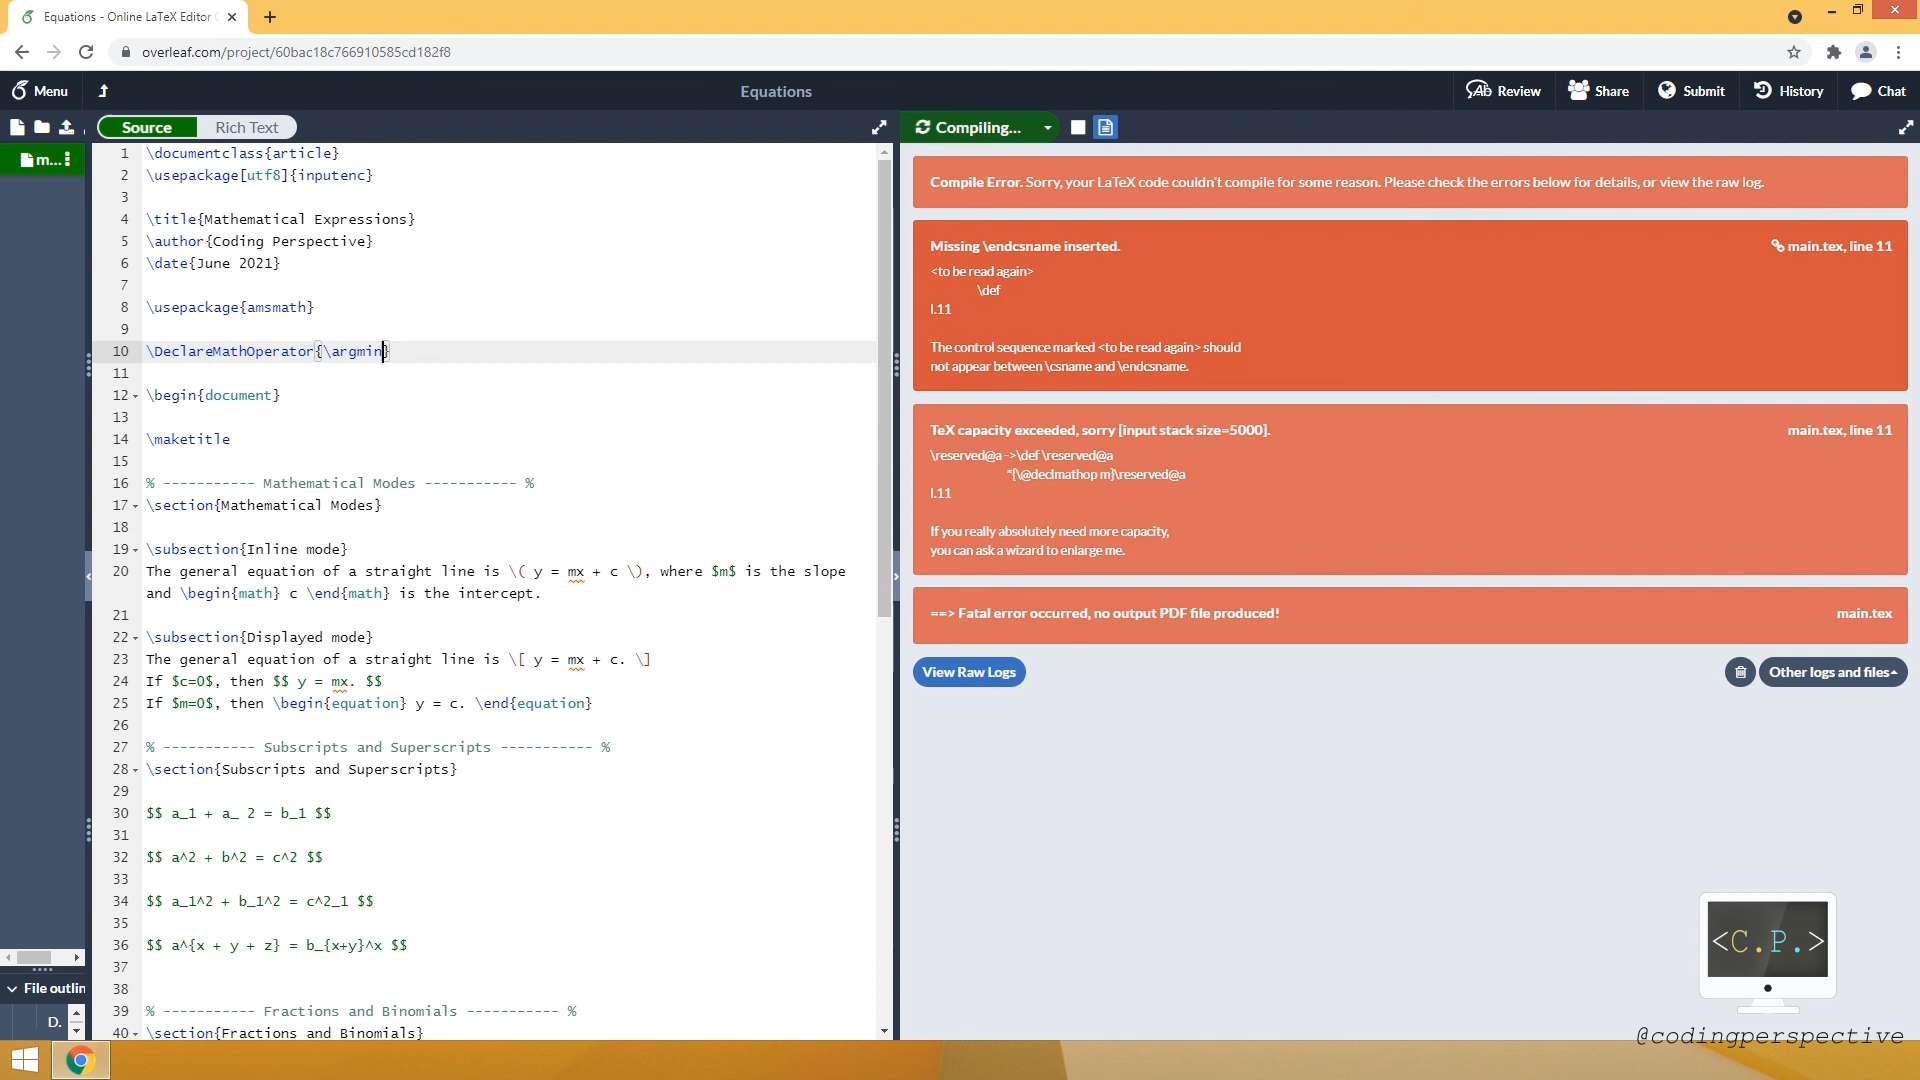 Equations - Online LaTeX Editor
overleaf.com/project/60bac18c766910585cd182f8
Menu
Equations
Review
Share
Submit
History
Chat
Source
Rich Text
Compiling...
m...
1 \documentclass{article}
2 \usepackage[utf8]{inputenc}
3
4 \title{Mathematical Expressions}
5 \author{Coding Perspective}
6 \date{June 2021}
7
8 \usepackage{amsmath}
9
10 \DeclareMathOperator{\argmin}
11
12 \begin{document}
13
14 \maketitle
15
16 % ----------- Mathematical Modes ----------- %
17 \section{Mathematical Modes}
18
19 \subsection{Inline mode}
20 The general equation of a straight line is \( y = mx + c \), where $m$ is the slope
and \begin{math} c \end{math} is the intercept.
21
22 \subsection{Displayed mode}
23 The general equation of a straight line is \[ y = mx + c. \]
24 If $c=0$, then $$ y = mx. $$
25 If $m=0$, then \begin{equation} y = c. \end{equation}
26
27 % ----------- Subscripts and Superscripts ----------- %
28 \section{Subscripts and Superscripts}
29
30 $$ a_1 + a_ 2 = b_1 $$
31
32 $$ a^2 + b^2 = c^2 $$
33
34 $$ a_1^2 + b_1^2 = c^2_1 $$
35
36 $$ a^{x + y + z} = b_{x+y}^x $$
37
38
39 % ----------- Fractions and Binomials ----------- %
40 \section{Fractions and Binomials}
File outlin
D.
Compile Error. Sorry, your LaTeX code couldn't compile for some reason. Please check the errors below for details, or view the raw log.
Missing \endcsname inserted.
main.tex, line 11
<to be read again>
\def
l.11
The control sequence marked <to be read again> should
not appear between \csname and \endcsname.
TeX capacity exceeded, sorry [input stack size=5000].
main.tex, line 11
\reserved@a ->\def \reserved@a
*{\@declmathop m}\reserved@a
l.11
If you really absolutely need more capacity,
you can ask a wizard to enlarge me.
==> Fatal error occurred, no output PDF file produced!
main.tex
View Raw Logs
Other logs and files
<C.P.>
@codingperspective